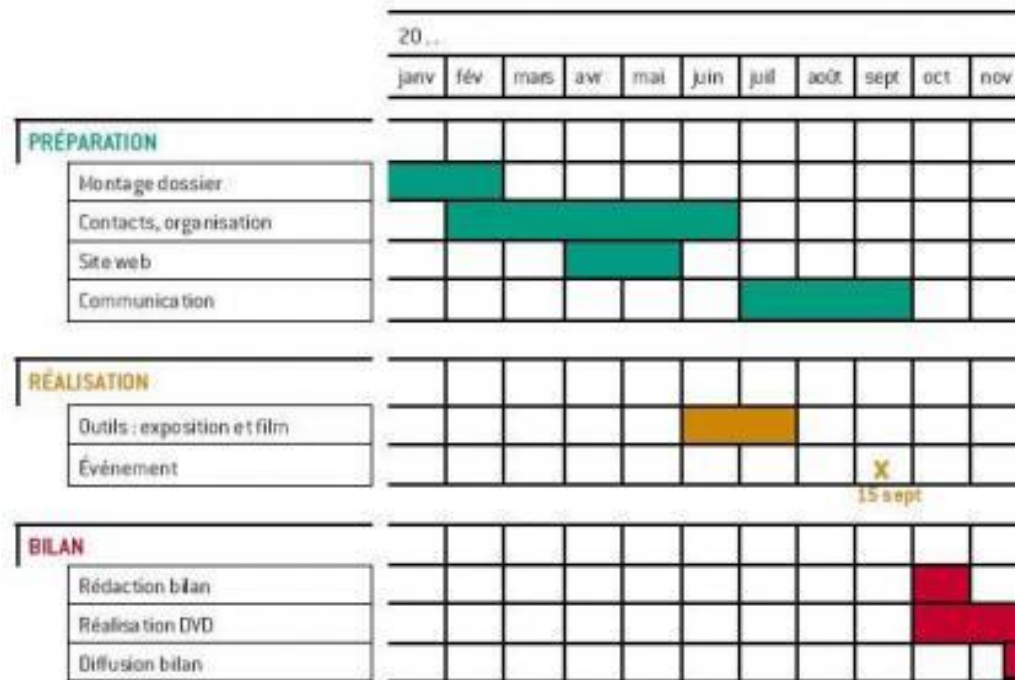 20..
janv fév mars avr mai juin juil août sept oct nov
PRÉPARATION
Montage dossier
Contacts, organisation
Site web
Communication
RÉALISATION
Outils : exposition et film
Événement
X
15 sept
BILAN
Rédaction bilan
Réalisation DVD
Diffusion bilan